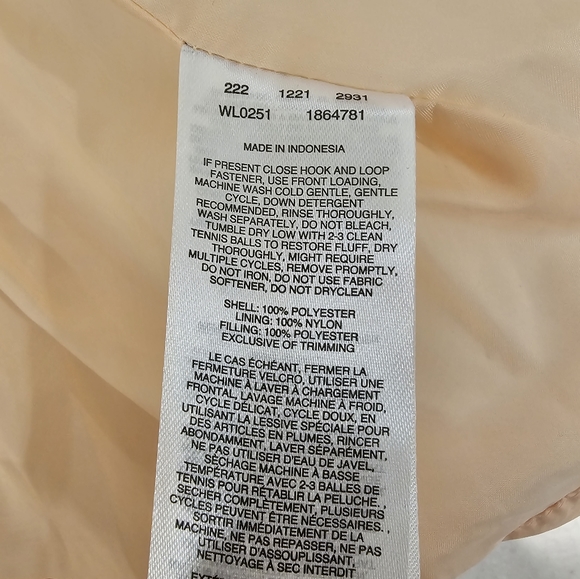 222 1221 2931
WL0251 1864781
MADE IN INDONESIA
IF PRESENT CLOSE HOOK AND LOOP
FASTENER, USE FRONT LOADING,
MACHINE WASH COLD GENTLE, GENTLE
CYCLE, DOWN DETERGENT
RECOMMENDED, RINSE THOROUGHLY,
WASH SEPARATELY, DO NOT BLEACH,
TUMBLE DRY LOW WITH 2-3 CLEAN
TENNIS BALLS TO RESTORE FLUFF, DRY
THOROUGHLY, MIGHT REQUIRE
MULTIPLE CYCLES, REMOVE PROMPTLY,
DO NOT IRON, DO NOT USE FABRIC
SOFTENER, DO NOT DRYCLEAN
SHELL: 100% POLYESTER
LINING: 100% NYLON
FILLING: 100% POLYESTER
EXCLUSIVE OF TRIMMING
LE CAS ÉCHÉANT, FERMER LA
FERMETURE VELCRO, UTILISER UNE
MACHINE À LAVER À CHARGEMENT
FRONTAL, LAVAGE MACHINE À FROID,
CYCLE DÉLICAT, CYCLE DOUX, EN
UTILISANT LA LESSIVE SPÉCIALE POUR
DES ARTICLES EN PLUMES, RINCER
ABONDAMMENT, LAVER SÉPARÉMENT,
NE PAS UTILISER D'EAU DE JAVEL,
SÉCHAGE MACHINE À BASSE
TEMPÉRATURE AVEC 2-3 BALLES DE
TENNIS POUR RÉTABLIR LA PELUCHE,
SECHER COMPLÈTEMENT, PLUSIEURS
CYCLES PEUVENT ÊTRE NÉCESSAIRES.
SORTIR IMMÉDIATEMENT DE LA
MACHINE, NE PAS REPASSER, NE PAS
UTILISER D'ASSOUPLISSANT,
NETTOYAGE À SEC INTERDIT